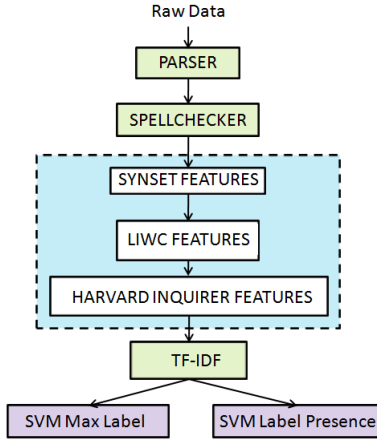 Raw Data
PARSER
SPELLCHECKER
SYNSET FEATURES
LIWC FEATURES
HARVARD INQUIRER FEATURES
TF-IDF
SVM Max Label
SVM Label Presence